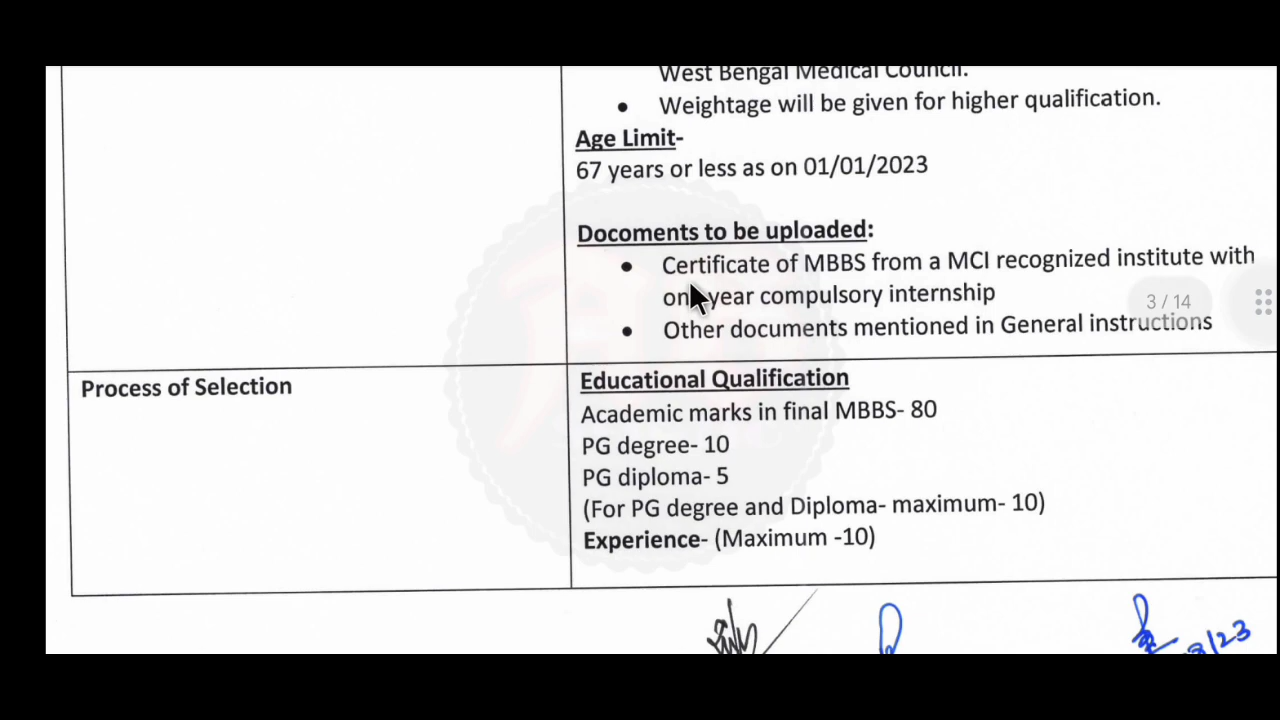 West Bengal Medical Council.
• Weightage will be given for higher qualification.
Age Limit-
67 years or less as on 01/01/2023
Docoments to be uploaded:
• Certificate of MBBS from a MCI recognized institute with
year compulsory internship
• Other documents mentioned in General instructions
3 / 14
Process of Selection
Educational Qualification
Academic marks in final MBBS- 80
PG degree- 10
PG diploma- 5
(For PG degree and Diploma- maximum- 10)
Experience- (Maximum -10)
/23